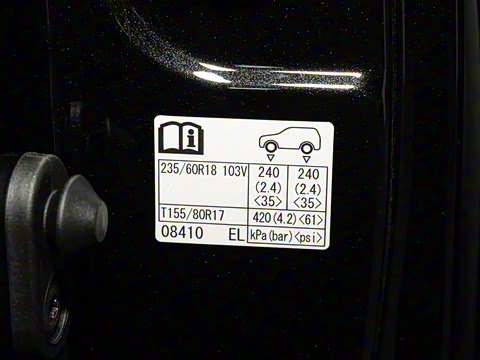 235/60R18 103V 240 240
(2.4) (2.4)
<35> <35>
T155/80R17 420(4.2)<61>
08410 EL kPa(bar)<psi>